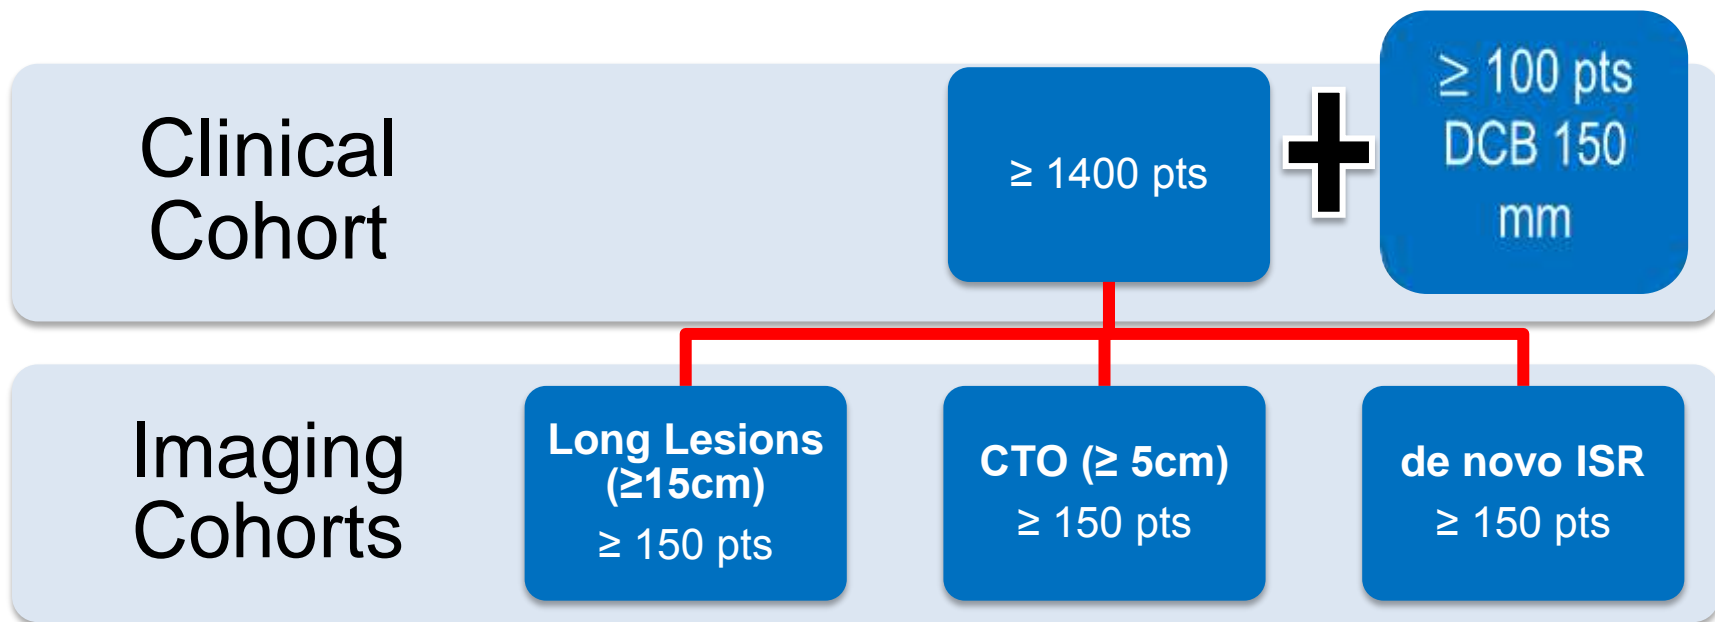 Clinical
Cohort
≥ 1400 pts
≥ 100 pts
DCB 150
mm
Imaging
Cohorts
Long Lesions
(≥15cm)
≥ 150 pts
CTO (≥ 5cm)
≥ 150 pts
de novo ISR
≥ 150 pts